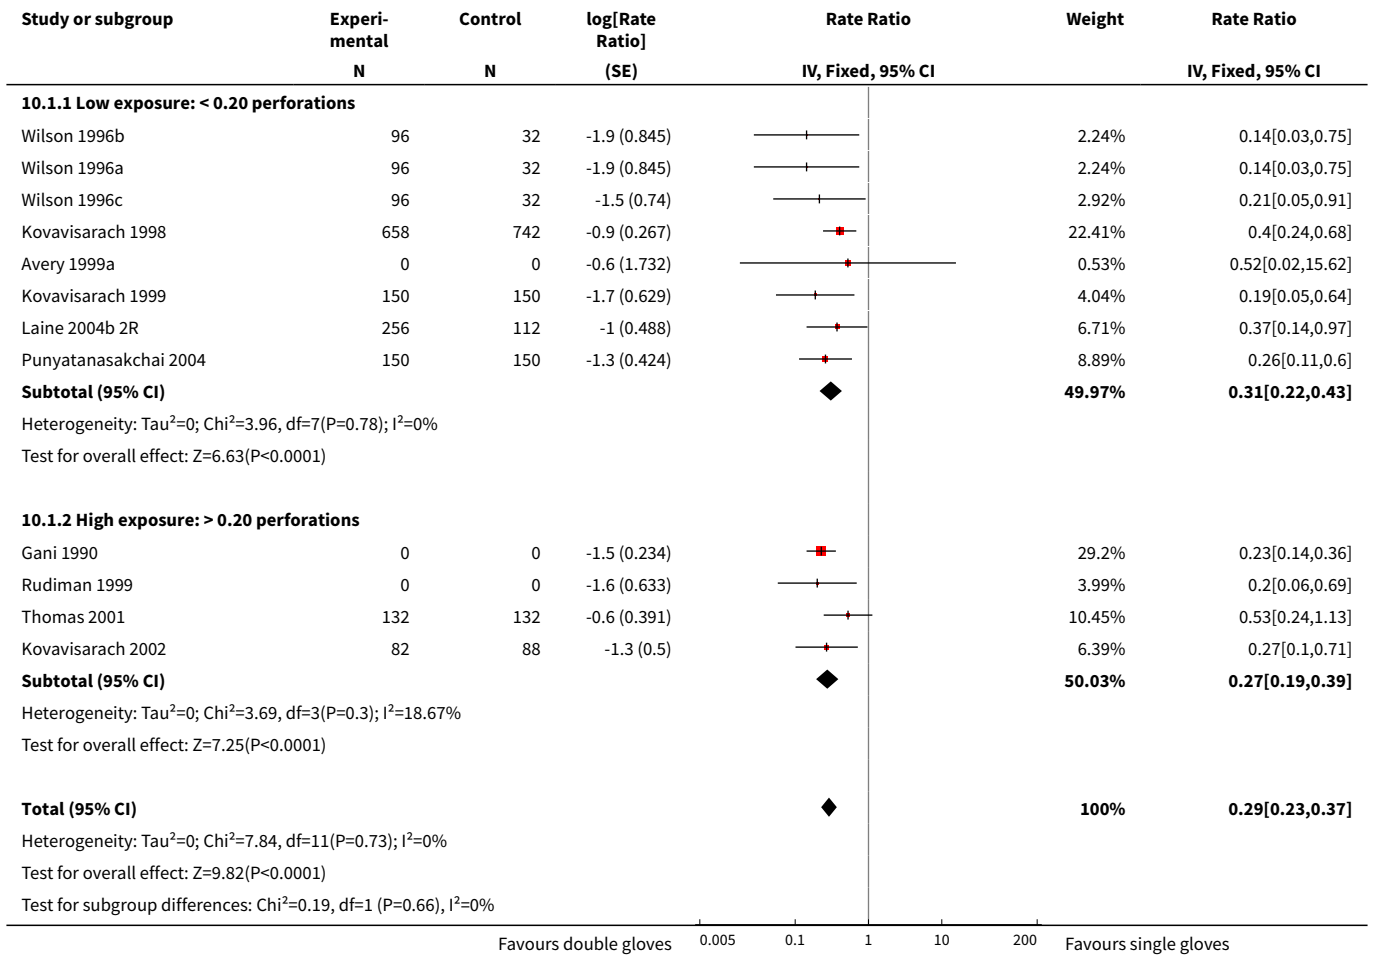 Study or subgroup Experi- Control log[Rate Rate Ratio Weight Rate Ratio
mental Ratio]
N N (SE) IV, Fixed, 95% CI IV, Fixed, 95% CI
10.1.1 Low exposure: < 0.20 perforations
Wilson 1996b 96 32 -1.9 (0.845) 2.24% 0.14[0.03,0.75]
Wilson 1996a 96 32 -1.9 (0.845) 2.24% 0.14[0.03,0.75]
Wilson 1996c 96 32 -1.5 (0.74) 2.92% 0.21[0.05,0.91]
Kovavisarach 1998 658 742 -0.9 (0.267) 22.41% 0.4[0.24,0.68]
Avery 1999a 0 0 -0.6 (1.732) 0.53% 0.52[0.02,15.62]
Kovavisarach 1999 150 150 -1.7 (0.629) 4.04% 0.19[0.05,0.64]
Laine 2004b 2R 256 112 -1 (0.488) 6.71% 0.37[0.14,0.97]
Punyatanasakchai 2004 150 150 -1.3 (0.424) 8.89% 0.26[0.11,0.6]
Subtotal (95% CI) 49.97% 0.31[0.22,0.43]
Heterogeneity: Tau²=0; Chi²=3.96, df=7(P=0.78); I²=0%
Test for overall effect: Z=6.63(P<0.0001)
10.1.2 High exposure: > 0.20 perforations
Gani 1990 0 0 -1.5 (0.234) 29.2% 0.23[0.14,0.36]
Rudiman 1999 0 0 -1.6 (0.633) 3.99% 0.2[0.06,0.69]
Thomas 2001 132 132 -0.6 (0.391) 10.45% 0.53[0.24,1.13]
Kovavisarach 2002 82 88 -1.3 (0.5) 6.39% 0.27[0.1,0.71]
Subtotal (95% CI) 50.03% 0.27[0.19,0.39]
Heterogeneity: Tau²=0; Chi²=3.69, df=3(P=0.3); I²=18.67%
Test for overall effect: Z=7.25(P<0.0001)
Total (95% CI) 100% 0.29[0.23,0.37]
Heterogeneity: Tau²=0; Chi²=7.84, df=11(P=0.73); I²=0%
Test for overall effect: Z=9.82(P<0.0001)
Test for subgroup differences: Chi²=0.19, df=1 (P=0.66), I²=0%
Favours double gloves 0.005 0.1 1 10 200 Favours single gloves